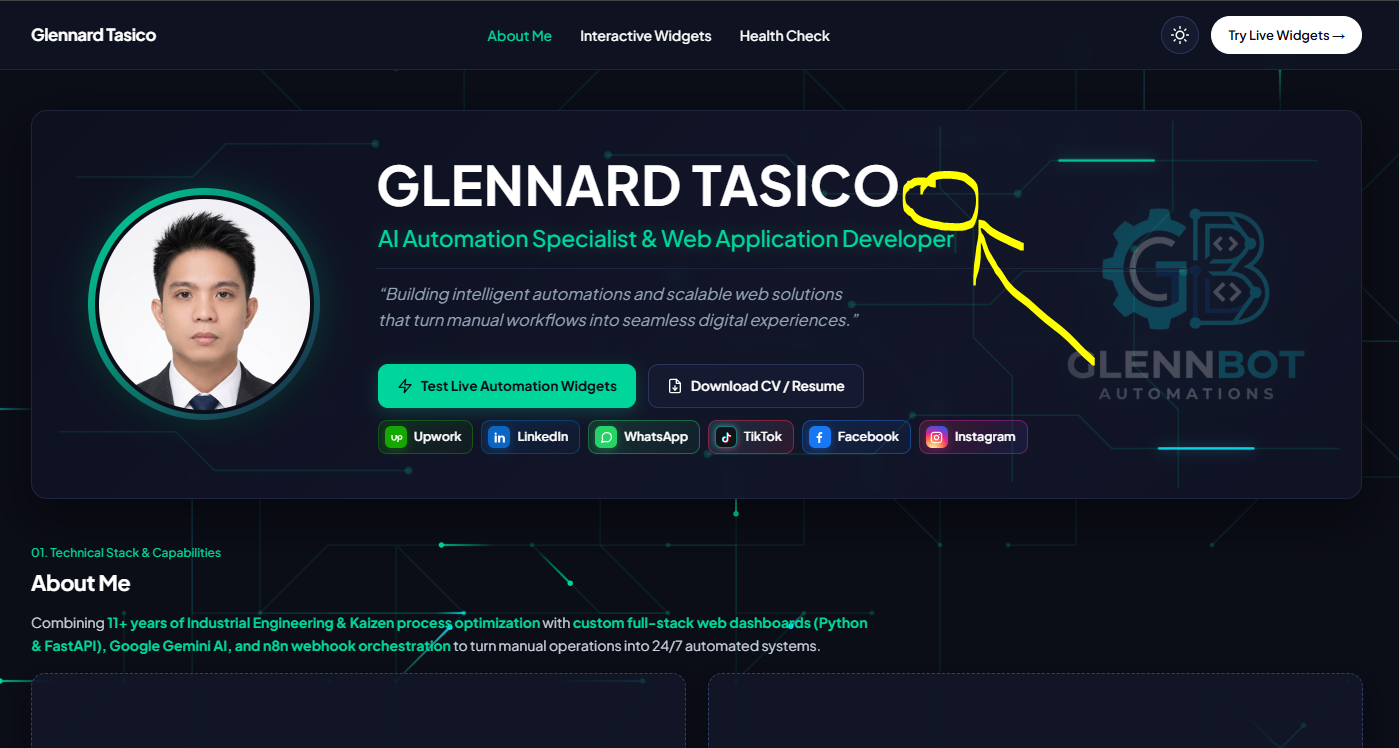 Glennard Tasico
About Me
Interactive Widgets
Health Check
Try Live Widgets →
GLENNARD TASICO
AI Automation Specialist & Web Application Developer
“Building intelligent automations and scalable web solutions
that turn manual workflows into seamless digital experiences.”
Test Live Automation Widgets
Download CV / Resume
up Upwork
in LinkedIn
WhatsApp
TikTok
f Facebook
Instagram
GB
GLENNBOT
AUTOMATIONS
01. Technical Stack & Capabilities
About Me
Combining 11+ years of Industrial Engineering & Kaizen process optimization with custom full-stack web dashboards (Python
& FastAPI), Google Gemini AI, and n8n webhook orchestration to turn manual operations into 24/7 automated systems.